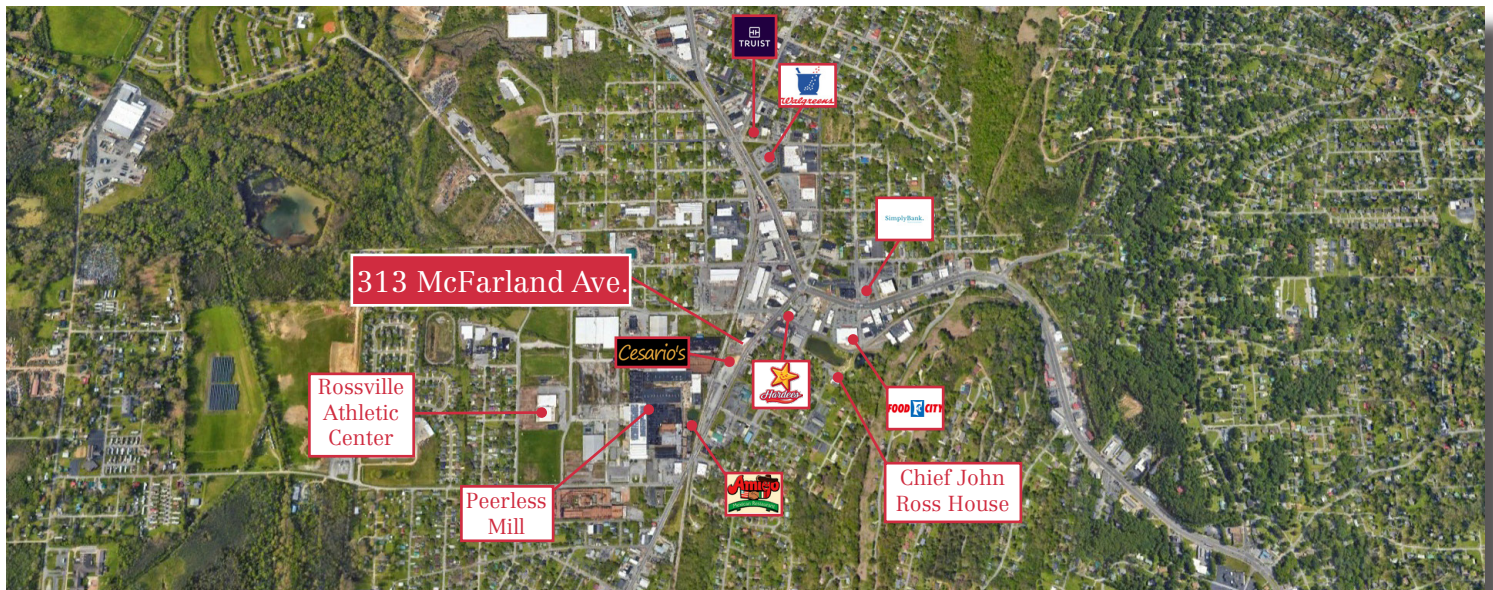 TRUIST
Walgreens
SimplyBank.
313 McFarland Ave.
Cesario's
Hardee's
Rossville
Athletic
Center
FOOD CITY
Peerless
Mill
Amigo
Chief John
Ross House